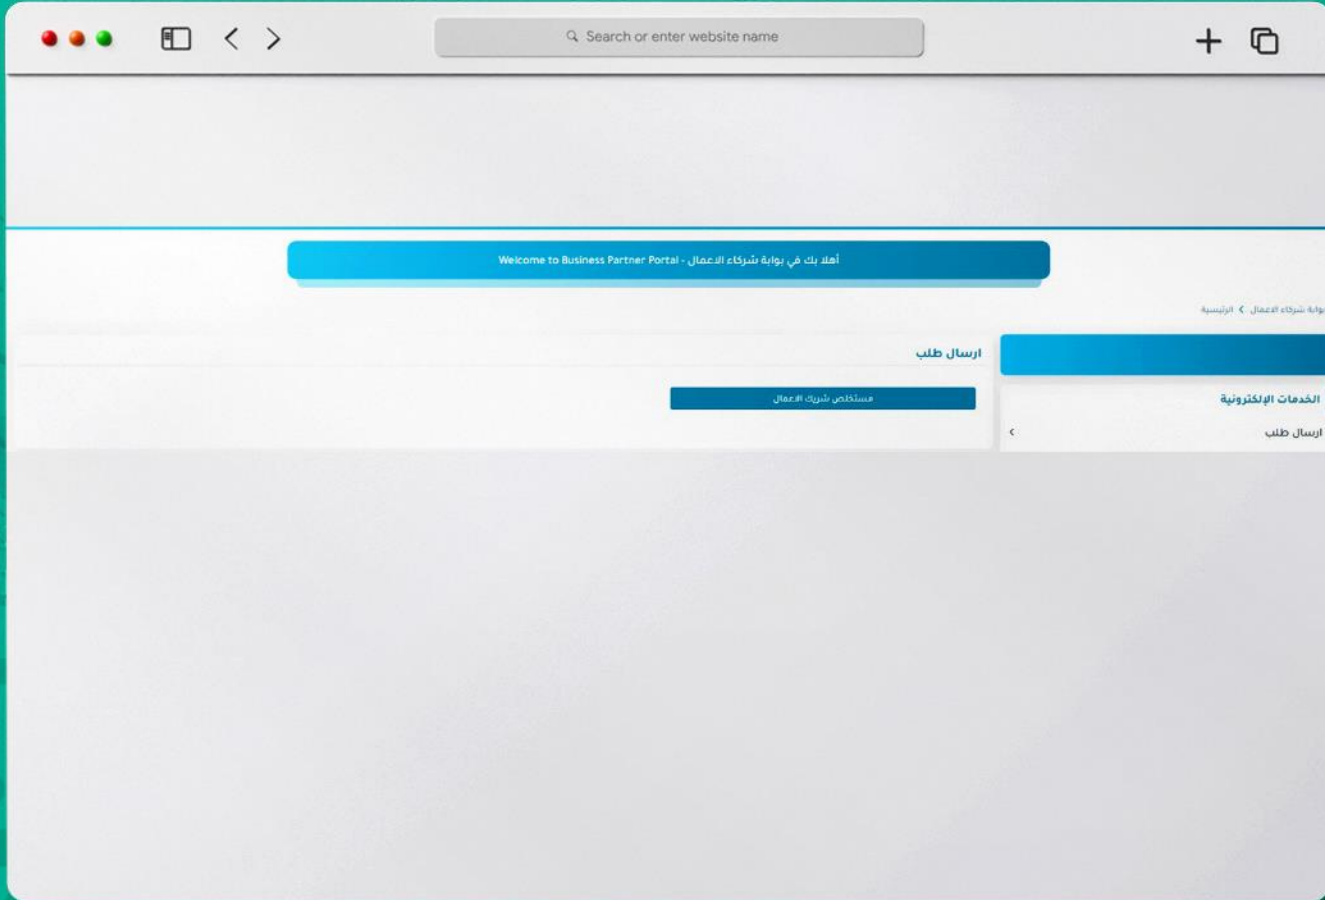 Search or enter website name
أهلا بك في بوابة شركاء الاعمال - Welcome to Business Partner Portal
بوابة شركاء الاعمال > الرئيسية
ارسال طلب
مستخلص شريك الاعمال
الخدمات الإلكترونية
ارسال طلب